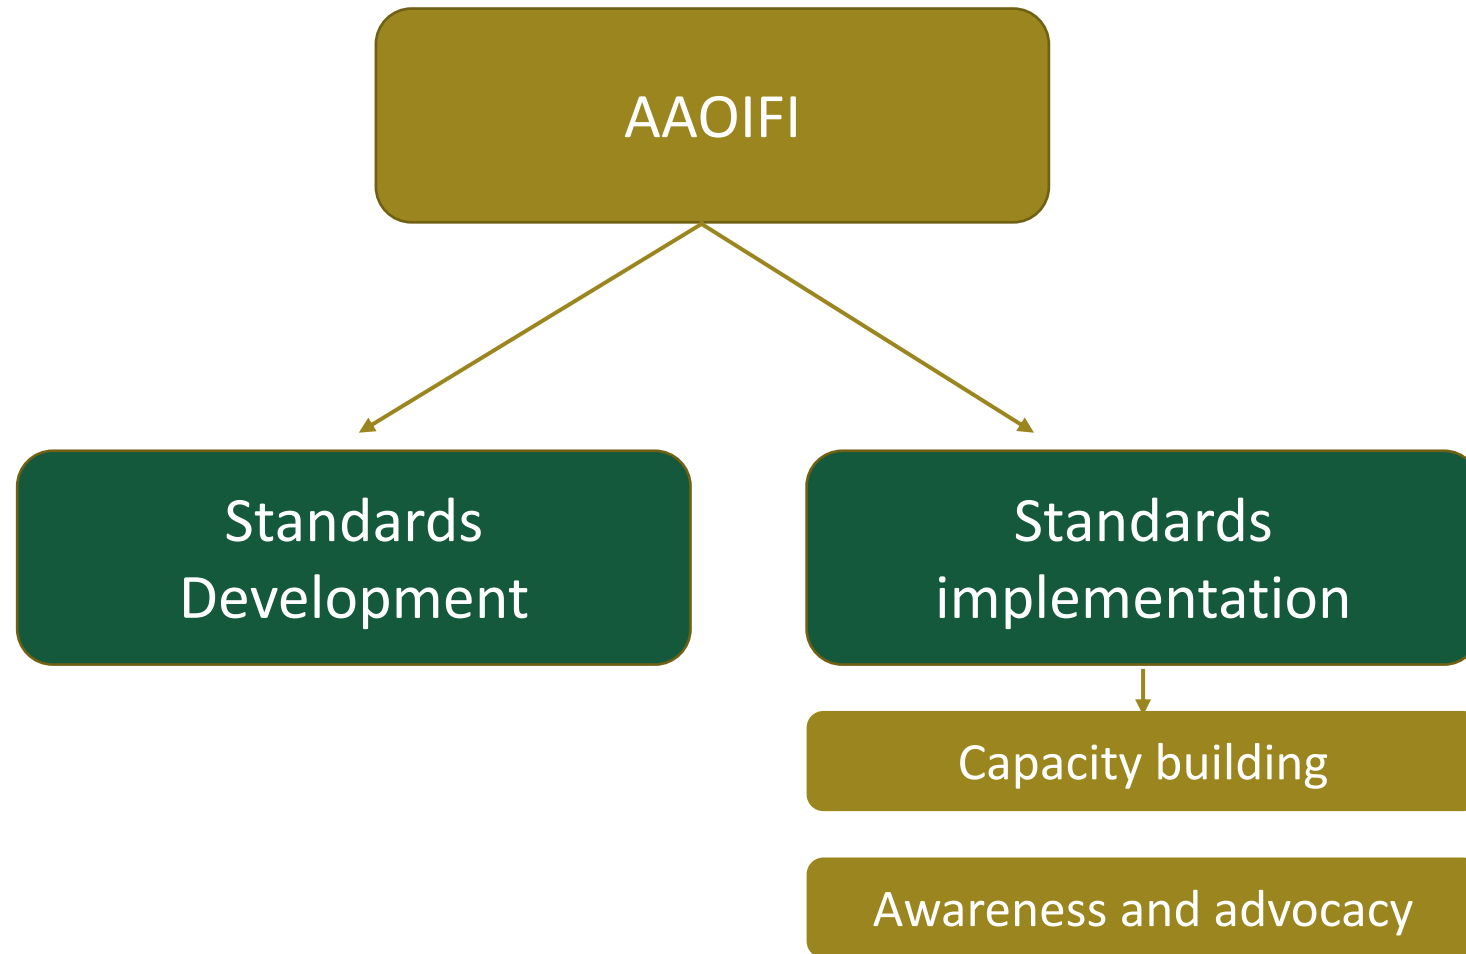 AAOIFI
Standards
Development
Standards
implementation
Capacity building
Awareness and advocacy